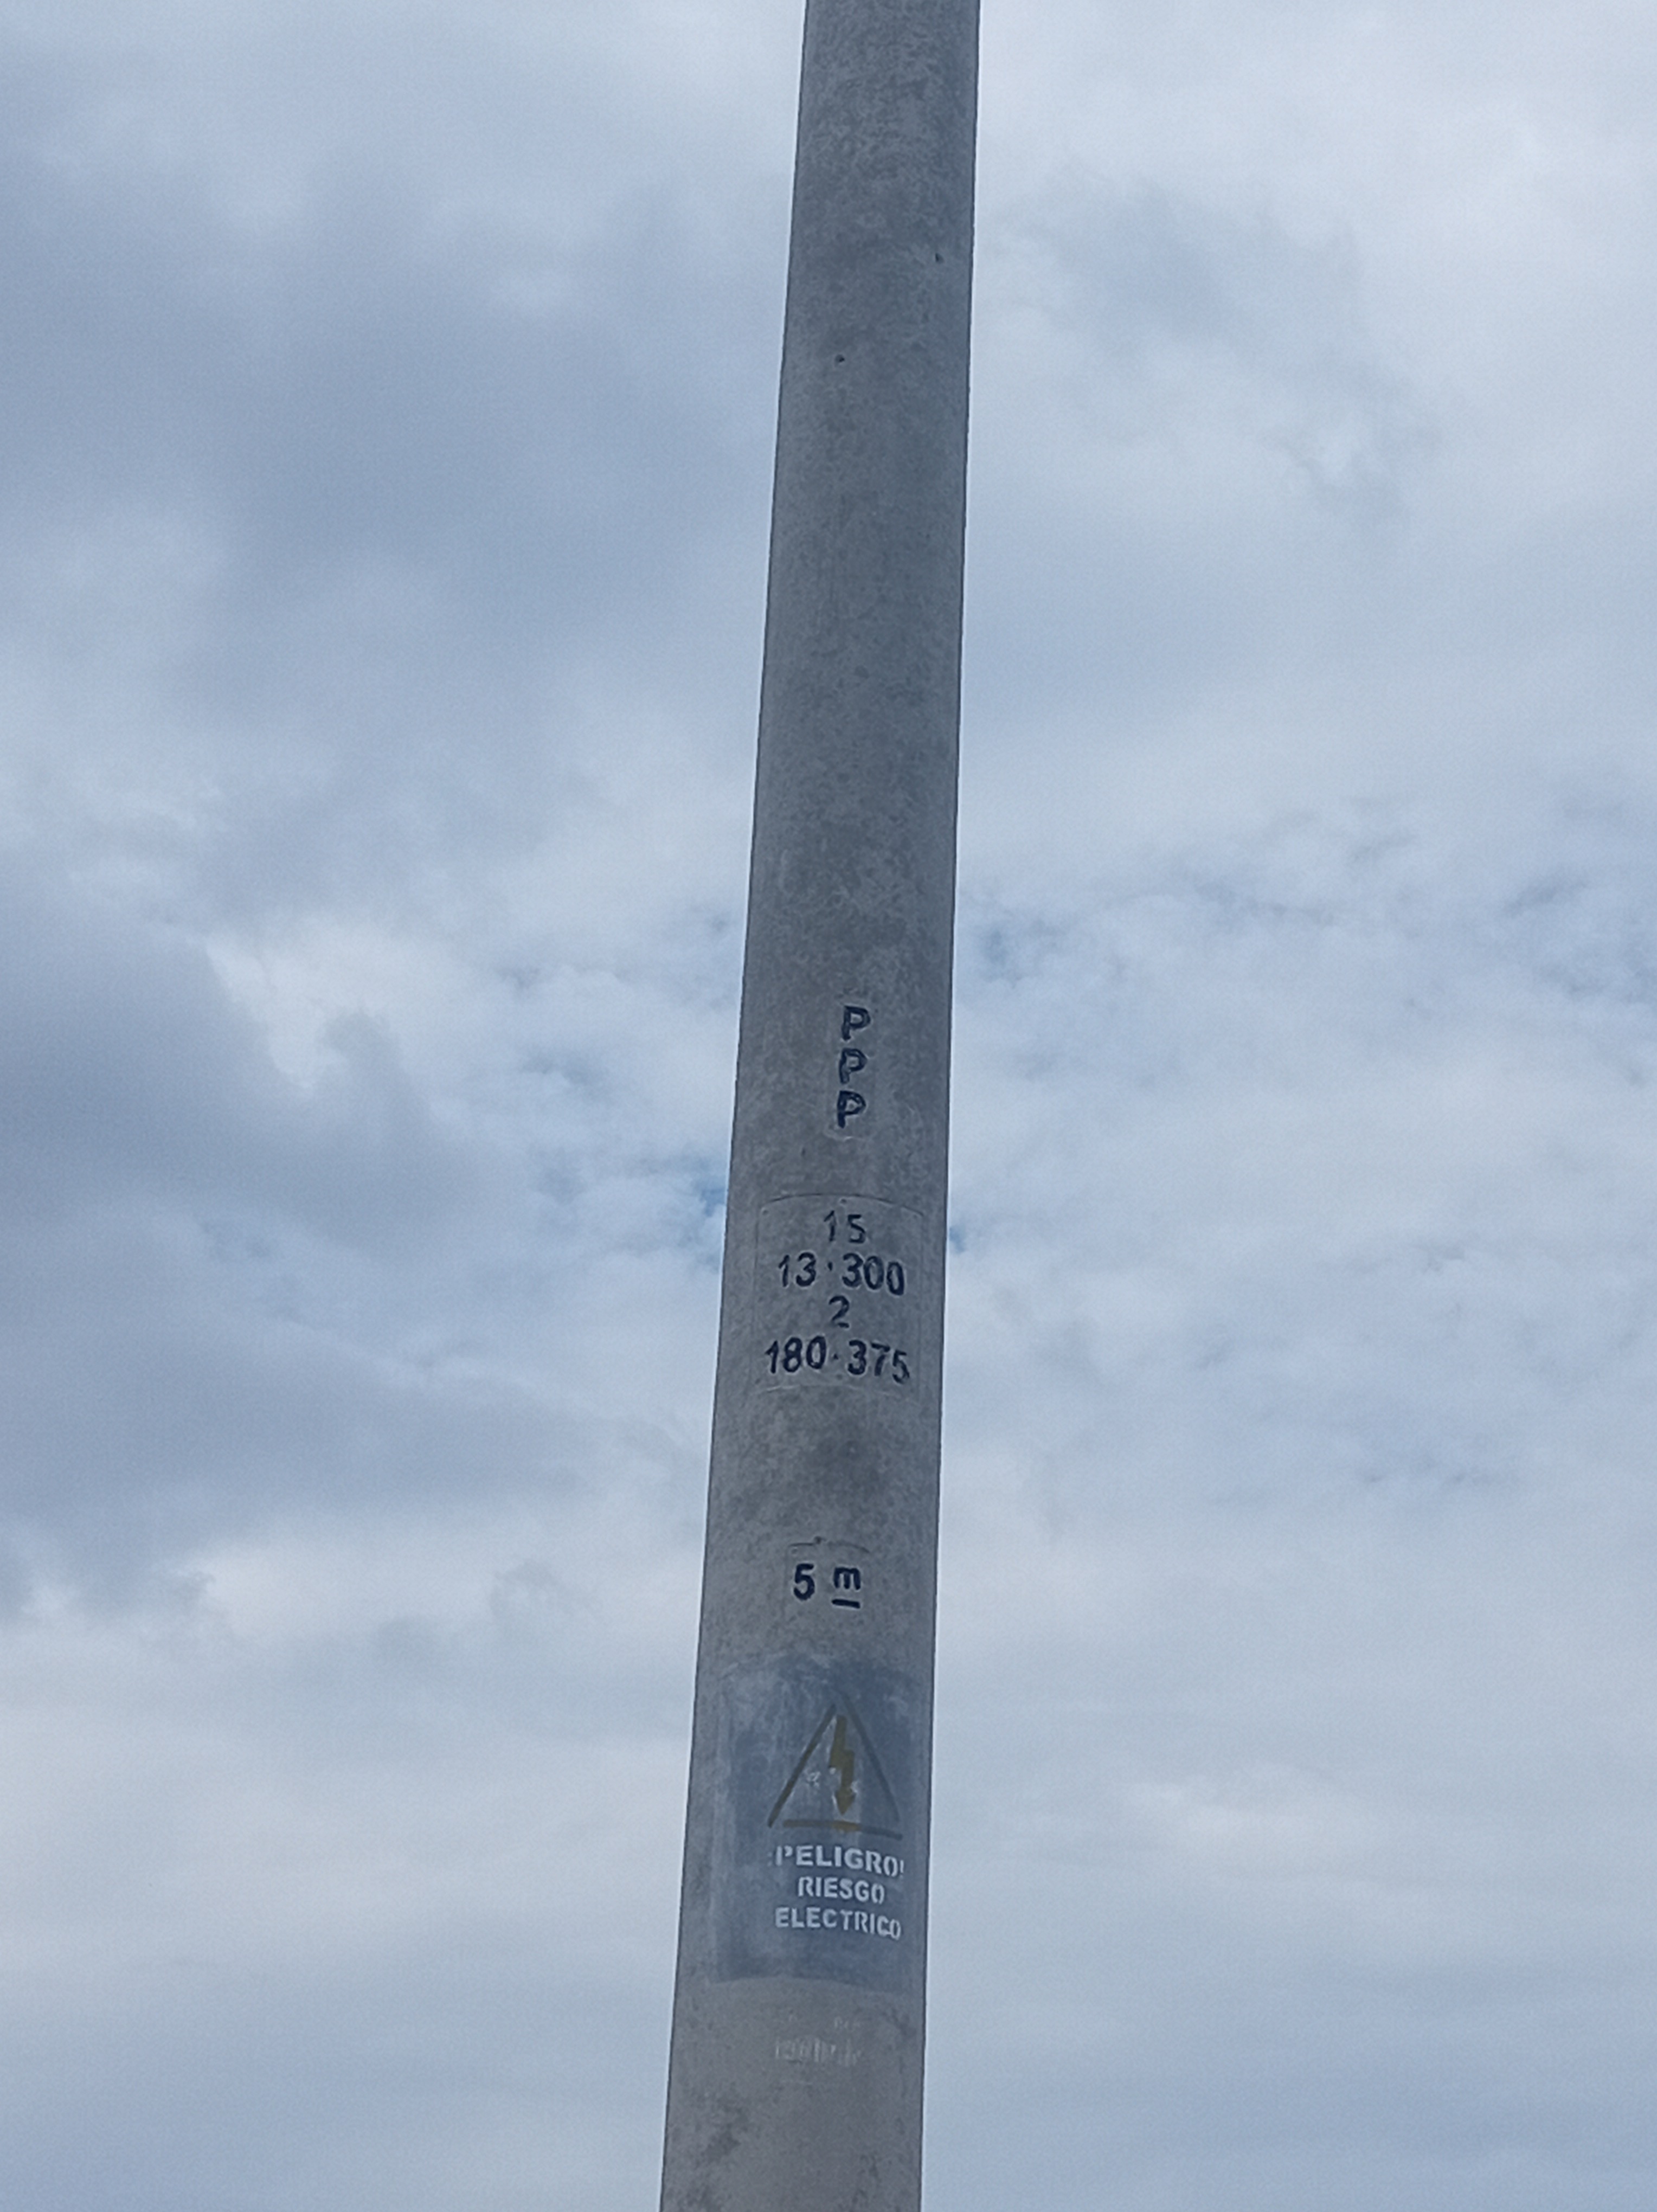 P
P
P
15
13·300
2
180·375
5 m
¡PELIGRO!
RIESGO
ELECTRICO